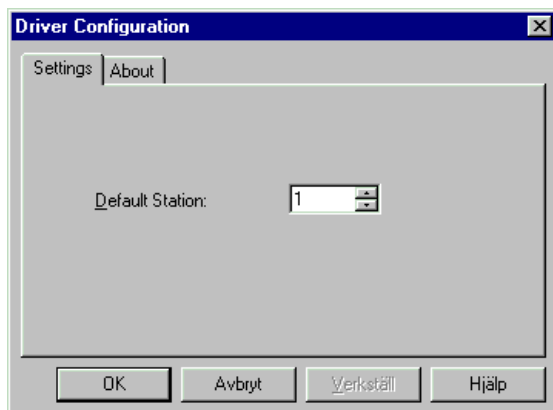 Driver Configuration
Settings About
Default Station: 1
OK Avbryt Verkställ Hjälp